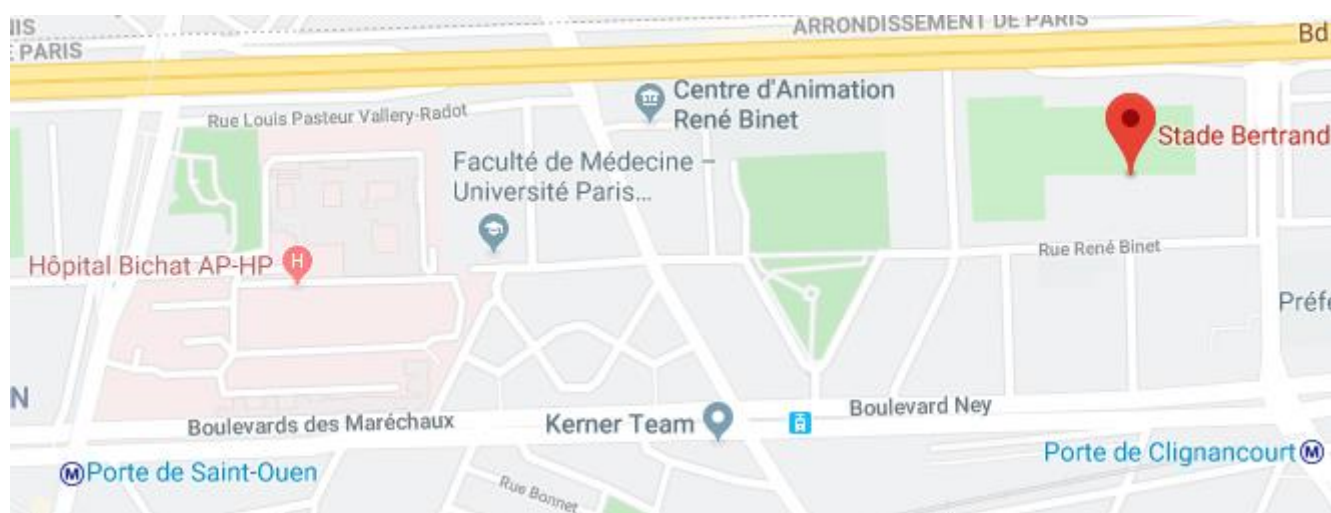 IIS
ARRONDISSEMENT DE PARIS
E PARIS
Bd
Centre d'Animation
René Binet
Rue Louis Pasteur Vallery-Radot
Stade Bertrand
Faculté de Médecine –
Université Paris...
Rue René Binet
Hôpital Bichat AP-HP
H
Préfe
N
Boulevard Ney
Boulevards des Maréchaux
Kerner Team
Porte de Clignancourt M
M Porte de Saint-Ouen
Rue Bonnet